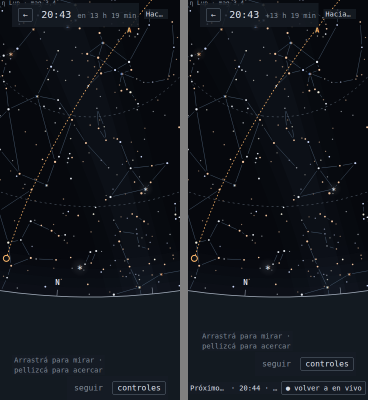 ← · 20:43 en 13 h 19 min Hac…
A
N
Arrastrá para mirar ·
pellizcá para acercar
seguir controles
← · 20:43 +13 h 19 min Hacia…
A
N
Arrastrá para mirar ·
pellizcá para acercar
seguir controles
Próximo… · 20:44 · … ● volver a en vivo